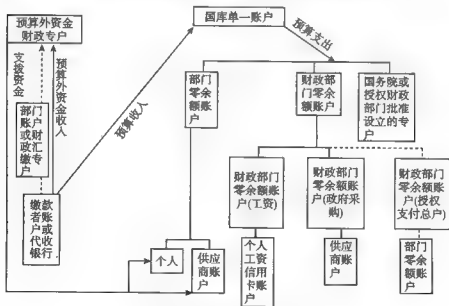 预算外资金
财政专户
国库单一账户
预算支出
支拨资金
预算外资金收入
预算收入
部门
账户
或财
政汇
缴专
户
部门
零余
额账
户
财政部
门零余
额账户
国务院或
授权财政
部门批准
设立的专
户
缴款
者账
户或
代收
银行
财政部门
零余额账
户(工资)
财政部门
零余额账
户(政府采
购)
财政部门
零余额账
户(授权
支付总户)
个人
供应
商账
户
个人
工资
信用
卡账
户
供应
商账
户
部门
零余
额账
户